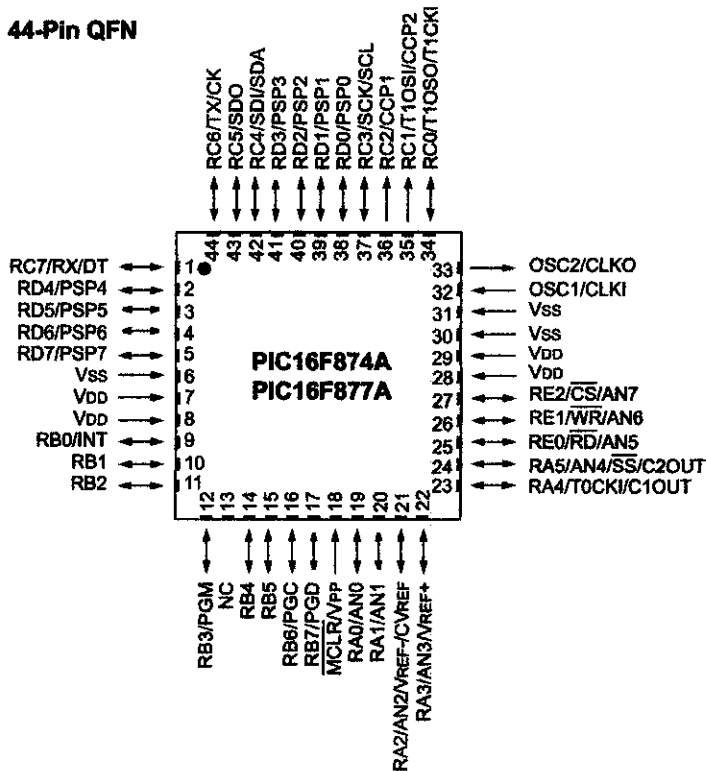 44-Pin QFN
RC6/TX/CK
RC5/SDO
RC4/SDI/SDA
RD3/PSP3
RD2/PSP2
RD1/PSP1
RD0/PSP0
RC3/SCK/SCL
RC2/CCP1
RC1/T1OSI/CCP2
RC0/T1OSO/T1CKI
44
43
42
41
40
39
38
37
36
35
34
RC7/RX/DT 1
RD4/PSP4 2
RD5/PSP5 3
RD6/PSP6 4
RD7/PSP7 5
VSS 6
VDD 7
VDD 8
RB0/INT 9
RB1 10
RB2 11
PIC16F874A
PIC16F877A
33 OSC2/CLKO
32 OSC1/CLKI
31 VSS
30 VSS
29 VDD
28 VDD
27 RE2/CS/AN7
26 RE1/WR/AN6
25 RE0/RD/AN5
24 RA5/AN4/SS/C2OUT
23 RA4/T0CKI/C1OUT
12
13
14
15
16
17
18
19
20
21
22
RB3/PGM
NC
RB4
RB5
RB6/PGC
RB7/PGD
MCLR/VPP
RA0/AN0
RA1/AN1
RA2/AN2/VREF-/CVREF
RA3/AN3/VREF+